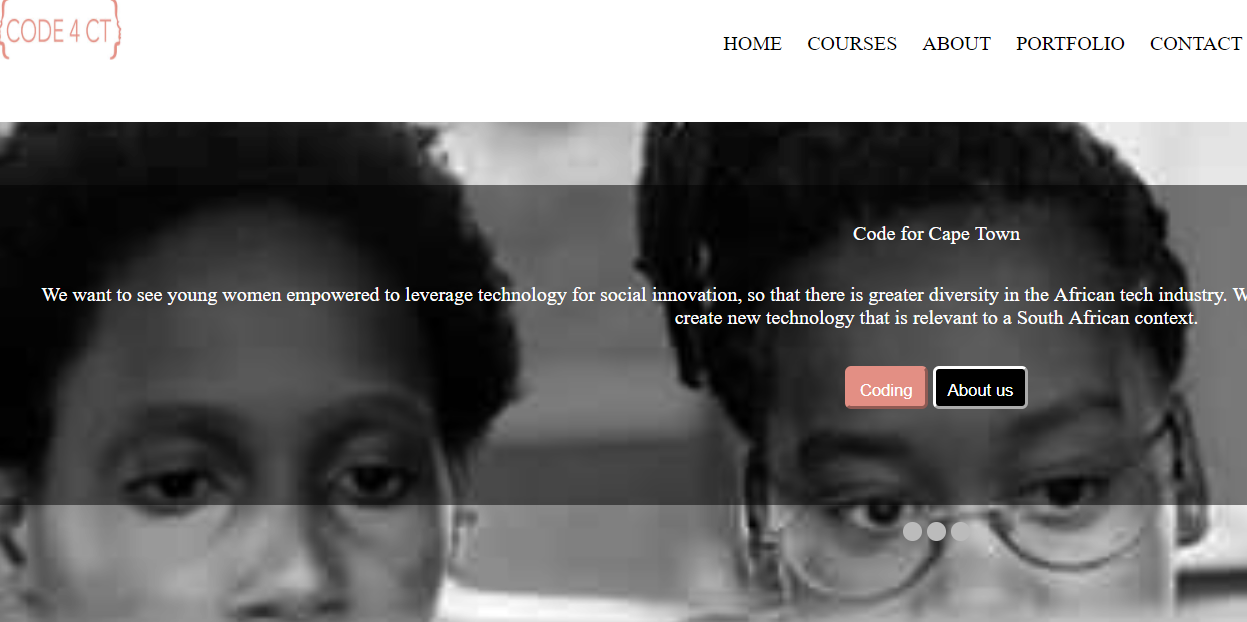 {CODE 4 CT}
HOME COURSES ABOUT PORTFOLIO CONTACT
Code for Cape Town
We want to see young women empowered to leverage technology for social innovation, so that there is greater diversity in the African tech industry.
create new technology that is relevant to a South African context.
Coding About us